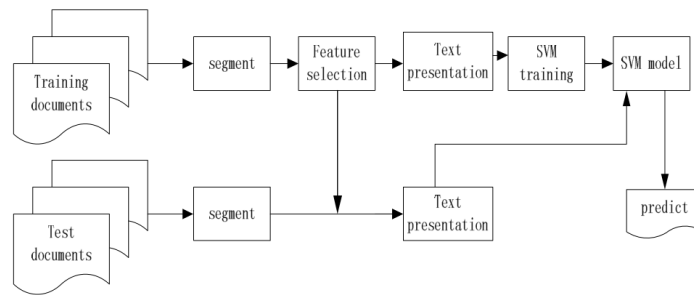 Training
documents
segment
Feature
selection
Text
presentation
SVM
training
SVM model
Test
documents
segment
Text
presentation
predict